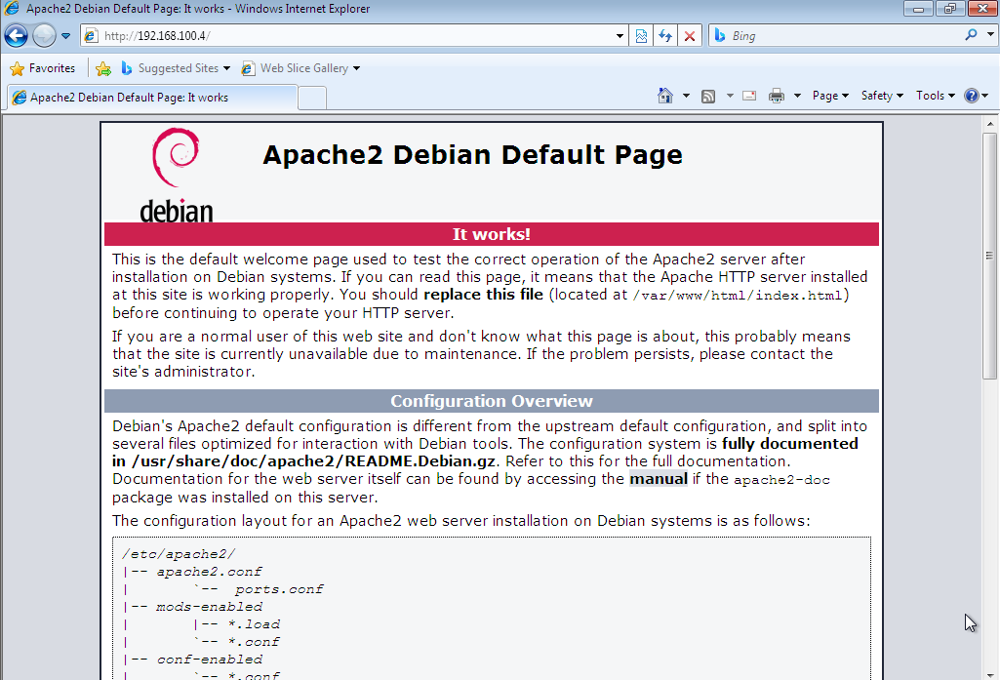 Apache2 Debian Default Page: It works - Windows Internet Explorer
http://192.168.100.4/
Bing
Favorites
Suggested Sites
Web Slice Gallery
Apache2 Debian Default Page: It works
Page
Safety
Tools
debian
Apache2 Debian Default Page
It works!
This is the default welcome page used to test the correct operation of the Apache2 server after
installation on Debian systems. If you can read this page, it means that the Apache HTTP server installed
at this site is working properly. You should replace this file (located at /var/www/html/index.html)
before continuing to operate your HTTP server.
If you are a normal user of this web site and don't know what this page is about, this probably means
that the site is currently unavailable due to maintenance. If the problem persists, please contact the
site's administrator.
Configuration Overview
Debian's Apache2 default configuration is different from the upstream default configuration, and split into
several files optimized for interaction with Debian tools. The configuration system is fully documented
in /usr/share/doc/apache2/README.Debian.gz. Refer to this for the full documentation.
Documentation for the web server itself can be found by accessing the manual if the apache2-doc
package was installed on this server.
The configuration layout for an Apache2 web server installation on Debian systems is as follows:
/etc/apache2/
|-- apache2.conf
|       `--  ports.conf
|-- mods-enabled
|       |-- *.load
|       `-- *.conf
|-- conf-enabled
|       `-- *.conf